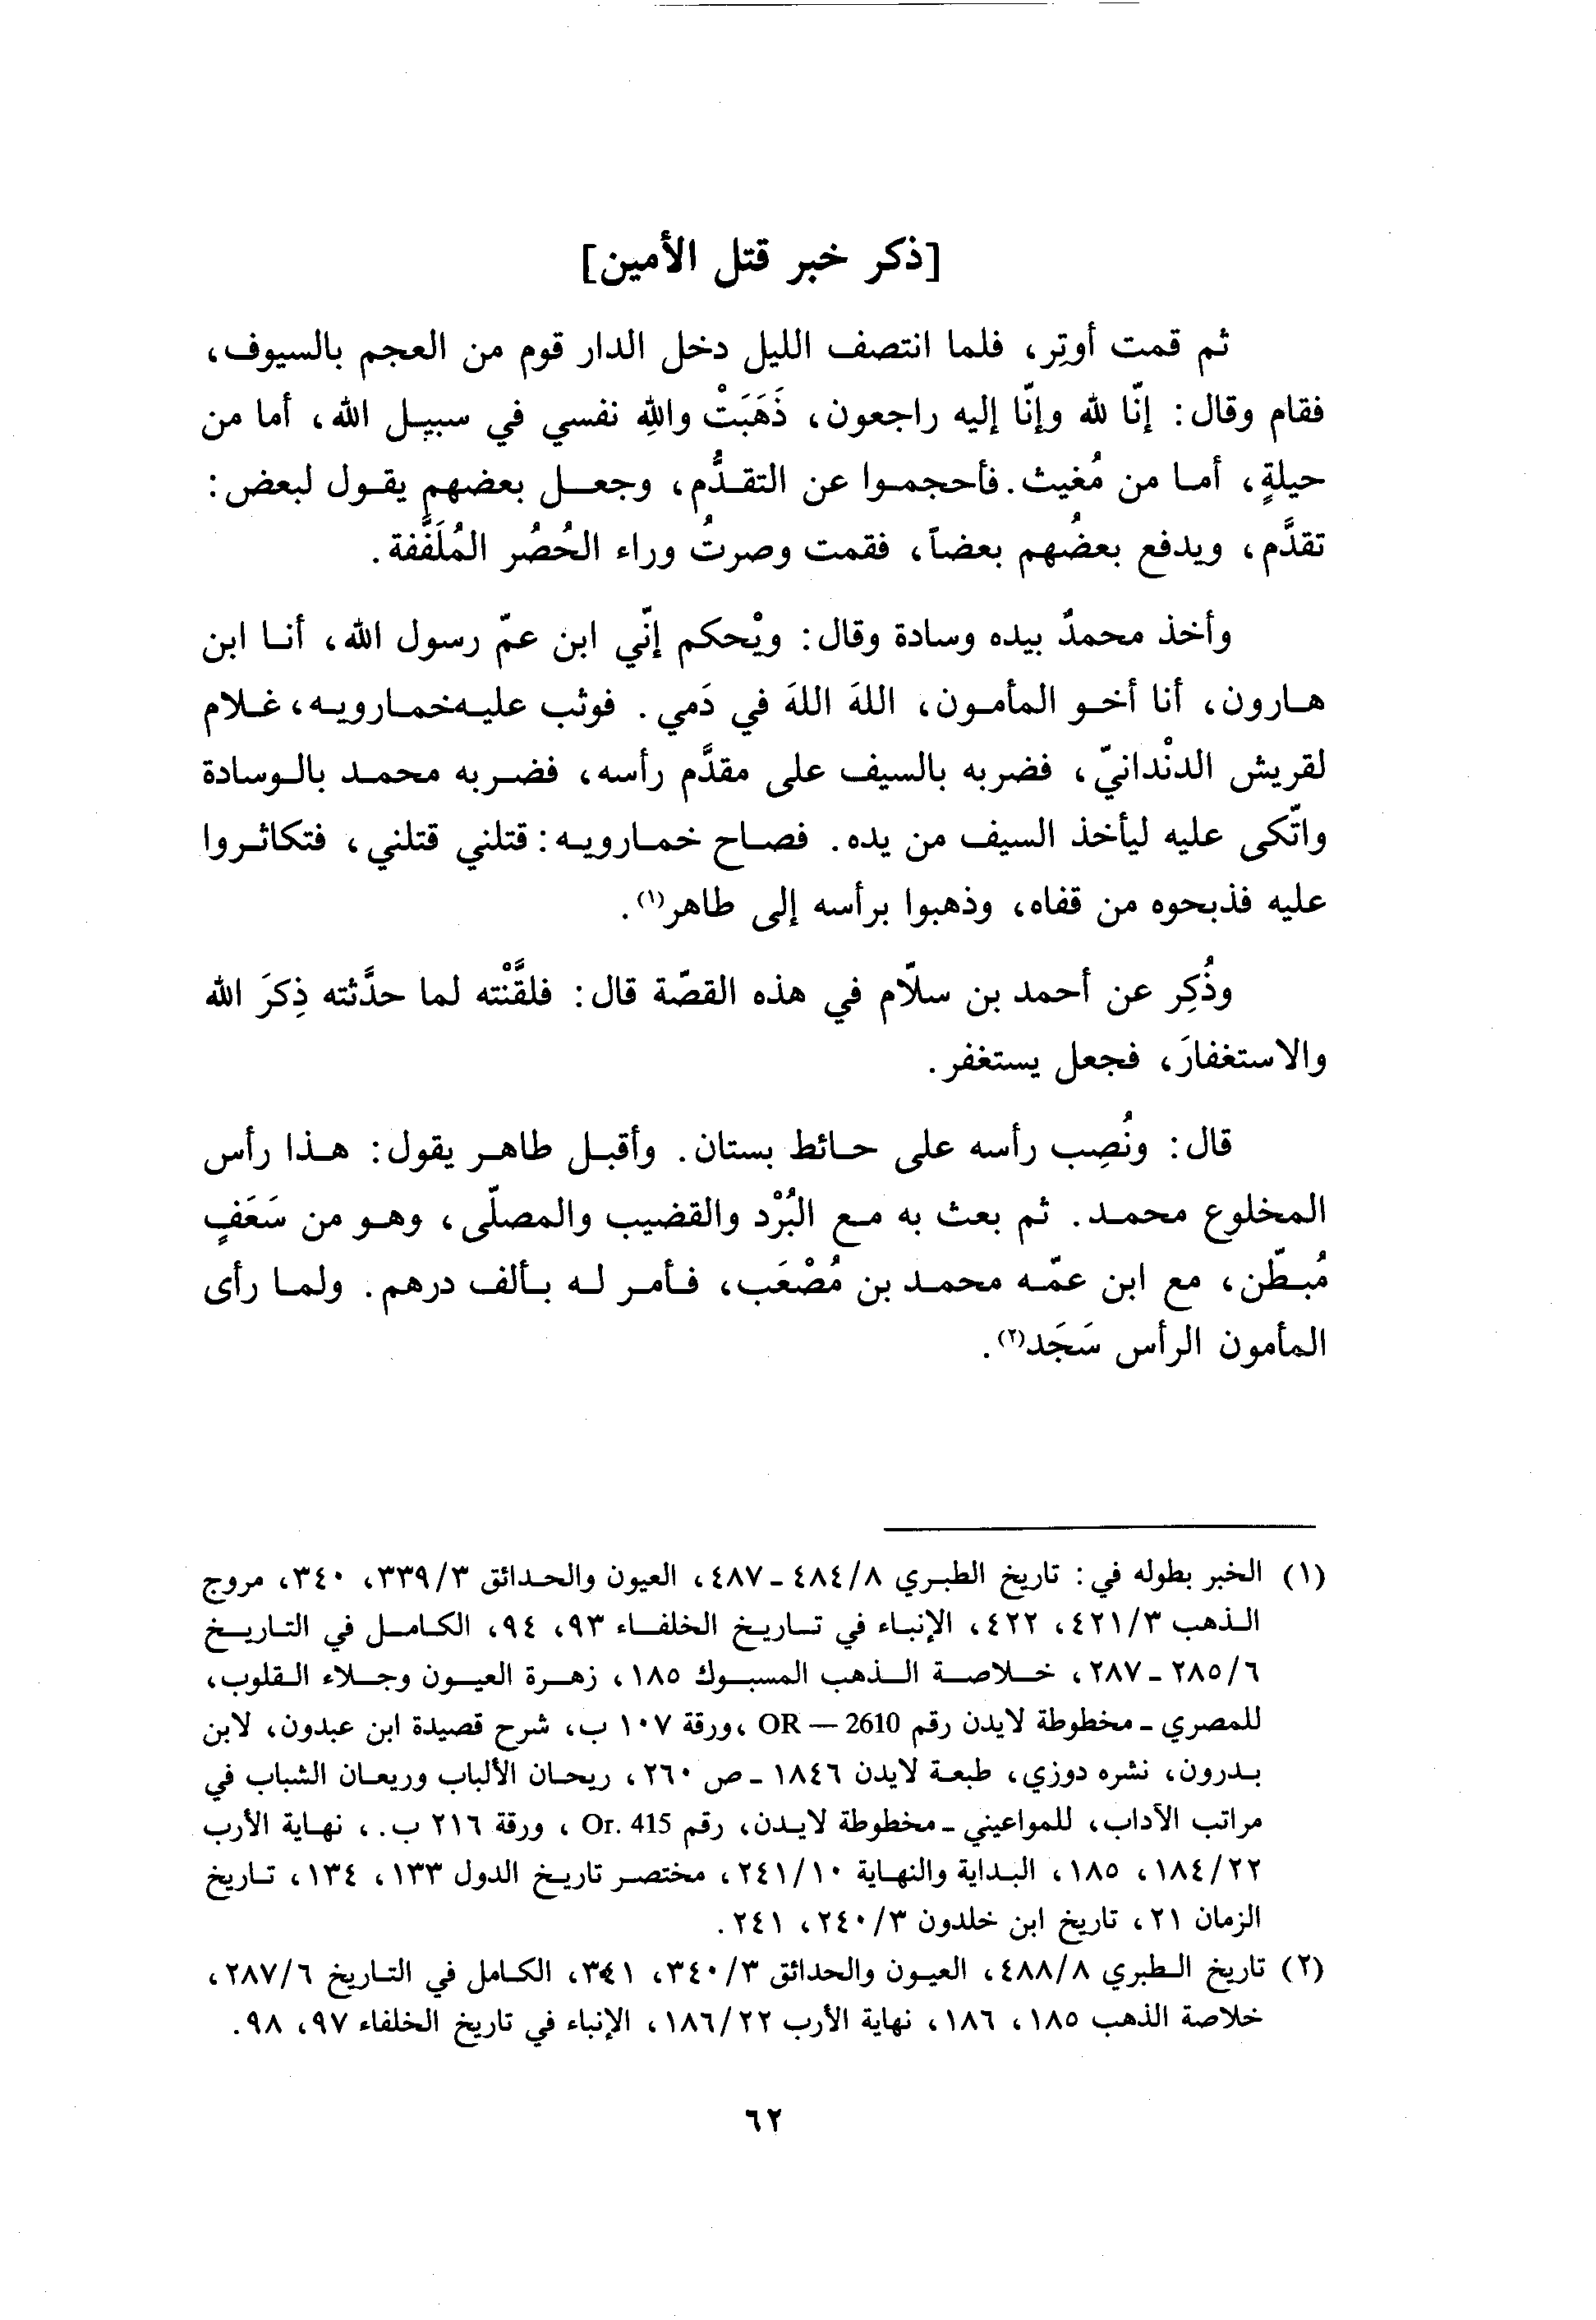 [ذكر خبر قتل الأمين]
ثم قمت أوتِر، فلما انتصف الليل دخل الدار قوم من العجم بالسيوف،
فقام وقال: إنّا لله وإنّا إليه راجعون، ذَهَبَتْ واللهِ نفسي في سبيل الله، أما من
حيلةٍ، أما من مُغيث. فأحجموا عن التقدُّم، وجعل بعضهم يقول لبعض:
تقدَّم، ويدفع بعضُهم بعضاً، فقمت وصرتُ وراء الحُصُر المُلَفَّفة.
وأخذ محمدٌ بيده وسادة وقال: ويْحكم إنّي ابن عمّ رسول الله، أنا ابن
هارون، أنا أخو المأمون، اللهَ اللهَ في دَمي. فوثب عليه خمارويه، غلام
لقريش الدنْدانيّ، فضربه بالسيف على مقدَّم رأسه، فضربه محمد بالوسادة
واتّكى عليه ليأخذ السيف من يده. فصاح خمارويه: قتلني قتلني، فتكاثروا
عليه فذبحوه من قفاه، وذهبوا برأسه إلى طاهر(١).
وذُكِر عن أحمد بن سلّام في هذه القصّة قال: فلقَّنْته لما حدَّثته ذِكرَ الله
والاستغفارَ، فجعل يستغفر.
قال: ونُصِب رأسه على حائط بستان. وأقبل طاهر يقول: هذا رأس
المخلوع محمد. ثم بعث به مع البُرْد والقضيب والمصلّى، وهو من سَعَفٍ
مُبطّن، مع ابن عمّه محمد بن مُصْعَب، فأمر له بألف درهم. ولما رأى
المأمون الرأس سَجَد(٢).
(١) الخبر بطوله في: تاريخ الطبري ٨/٤٨٤ - ٤٨٧، العيون والحدائق ٣/٣٣٩، ٣٤٠، مروج
الذهب ٣/٤٢١، ٤٢٢، الإنباء في تاريخ الخلفاء ٩٣، ٩٤، الكامل في التاريخ
٦/٢٨٥ - ٢٨٧، خلاصة الذهب المسبوك ١٨٥، زهرة العيون وجلاء القلوب،
للمصري - مخطوطة لايدن رقم OR — 2610، ورقة ١٠٧ ب، شرح قصيدة ابن عبدون، لابن
بدرون، نشره دوزي، طبعة لايدن ١٨٤٦ - ص ٢٦٠، ريحان الألباب وريعان الشباب في
مراتب الأداب، للمواعيني - مخطوطة لايدن، رقم Or. 415، ورقة ٢١٦ ب.، نهاية الأرب
٢٢/١٨٤، ١٨٥، البداية والنهاية ١٠/٢٤١، مختصر تاريخ الدول ١٣٣، ١٣٤، تاريخ
الزمان ٢١، تاريخ ابن خلدون ٣/٢٤٠، ٢٤١.
(٢) تاريخ الطبري ٨/٤٨٨، العيون والحدائق ٣/٣٤٠، ٣٤١، الكامل في التاريخ ٦/٢٨٧،
خلاصة الذهب ١٨٥، ١٨٦، نهاية الأرب ٢٢/١٨٦، الإنباء في تاريخ الخلفاء ٩٧، ٩٨.
٦٢